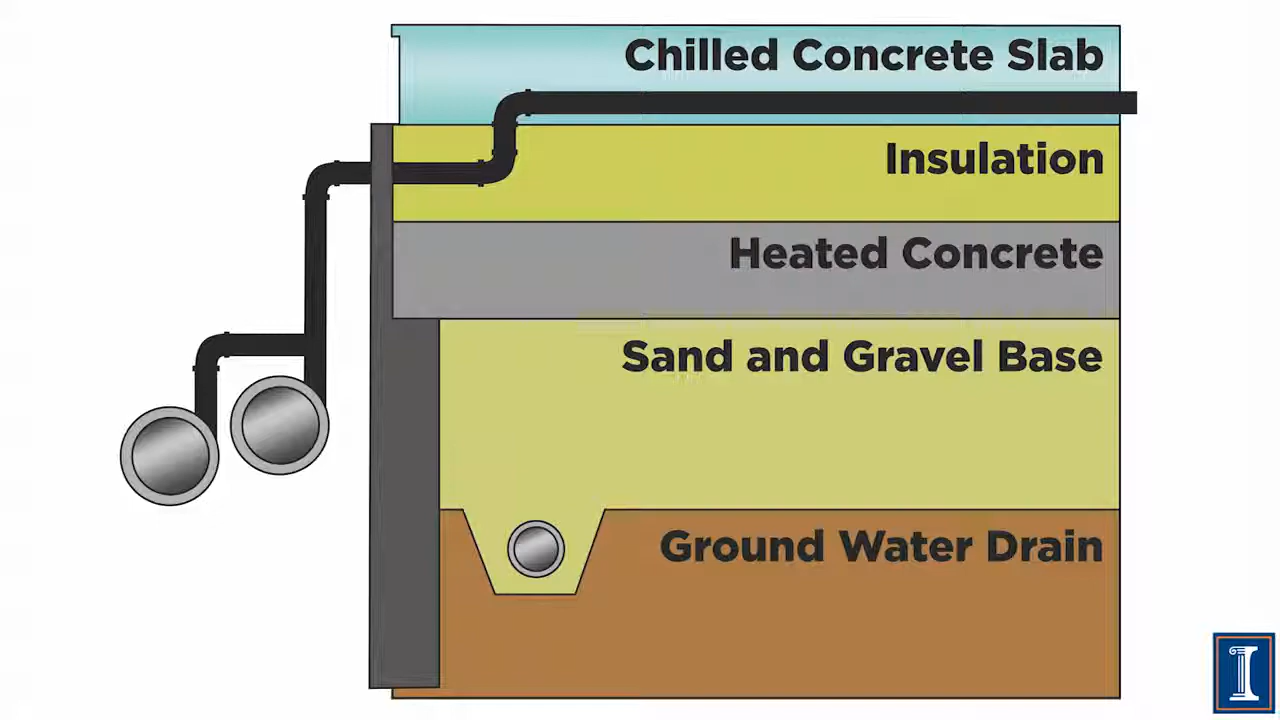 Chilled Concrete Slab
Insulation
Heated Concrete
Sand and Gravel Base
Ground Water Drain